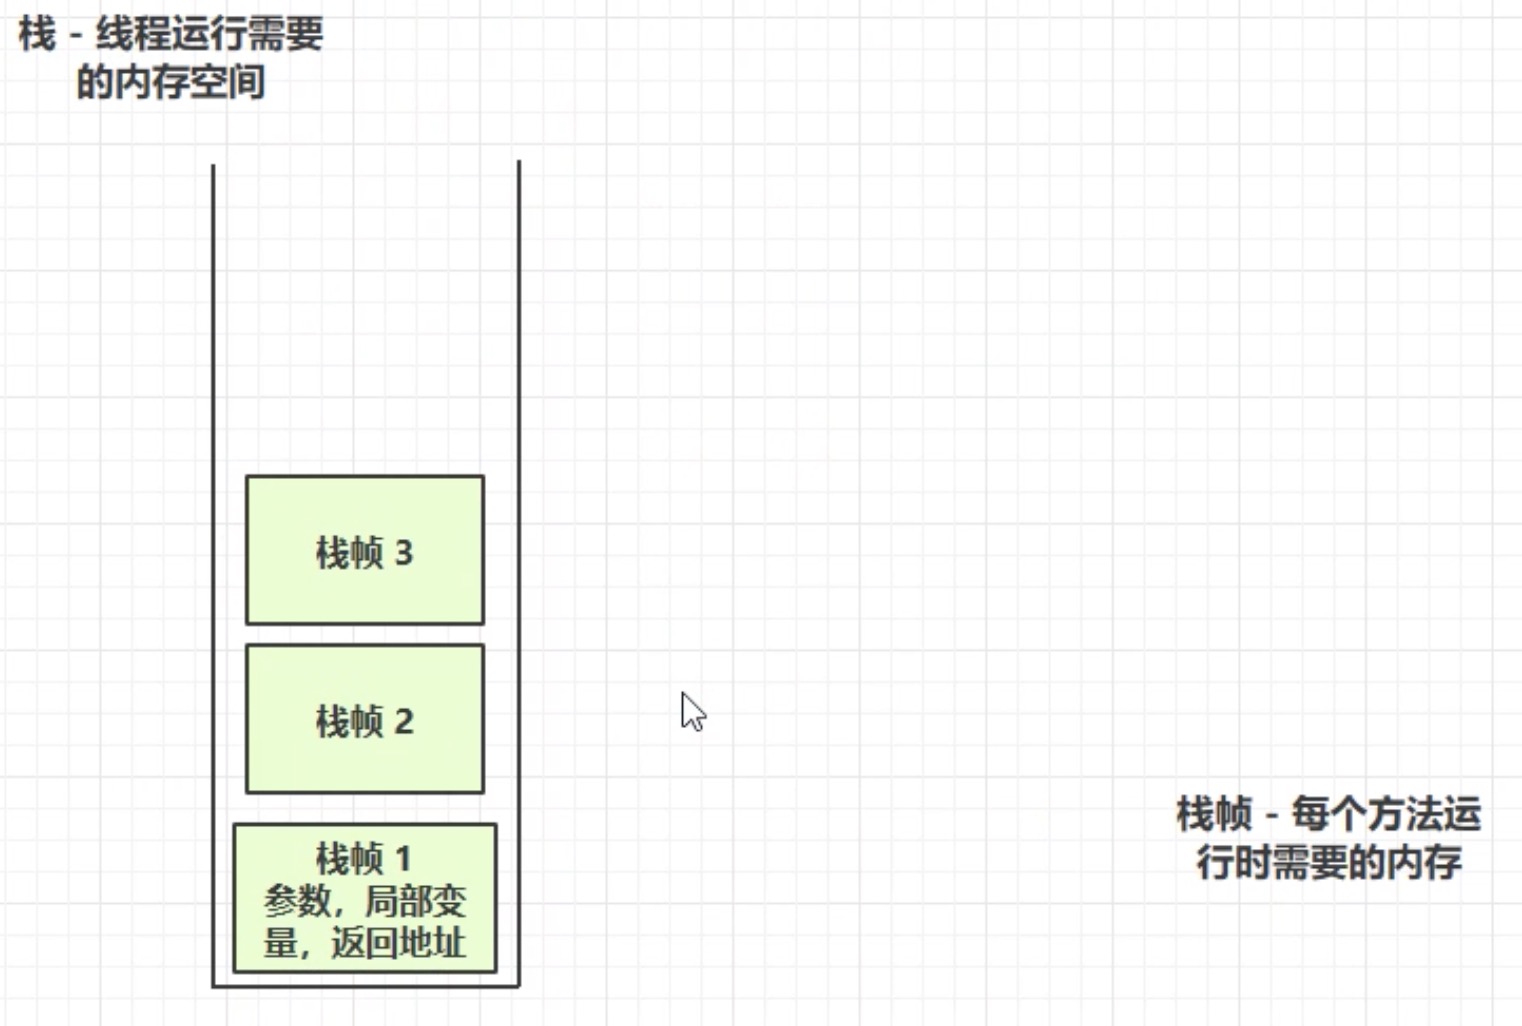 栈 - 线程运行需要
的内存空间
栈帧 3
栈帧 2
栈帧 1
参数，局部变
量，返回地址
栈帧 - 每个方法运
行时需要的内存